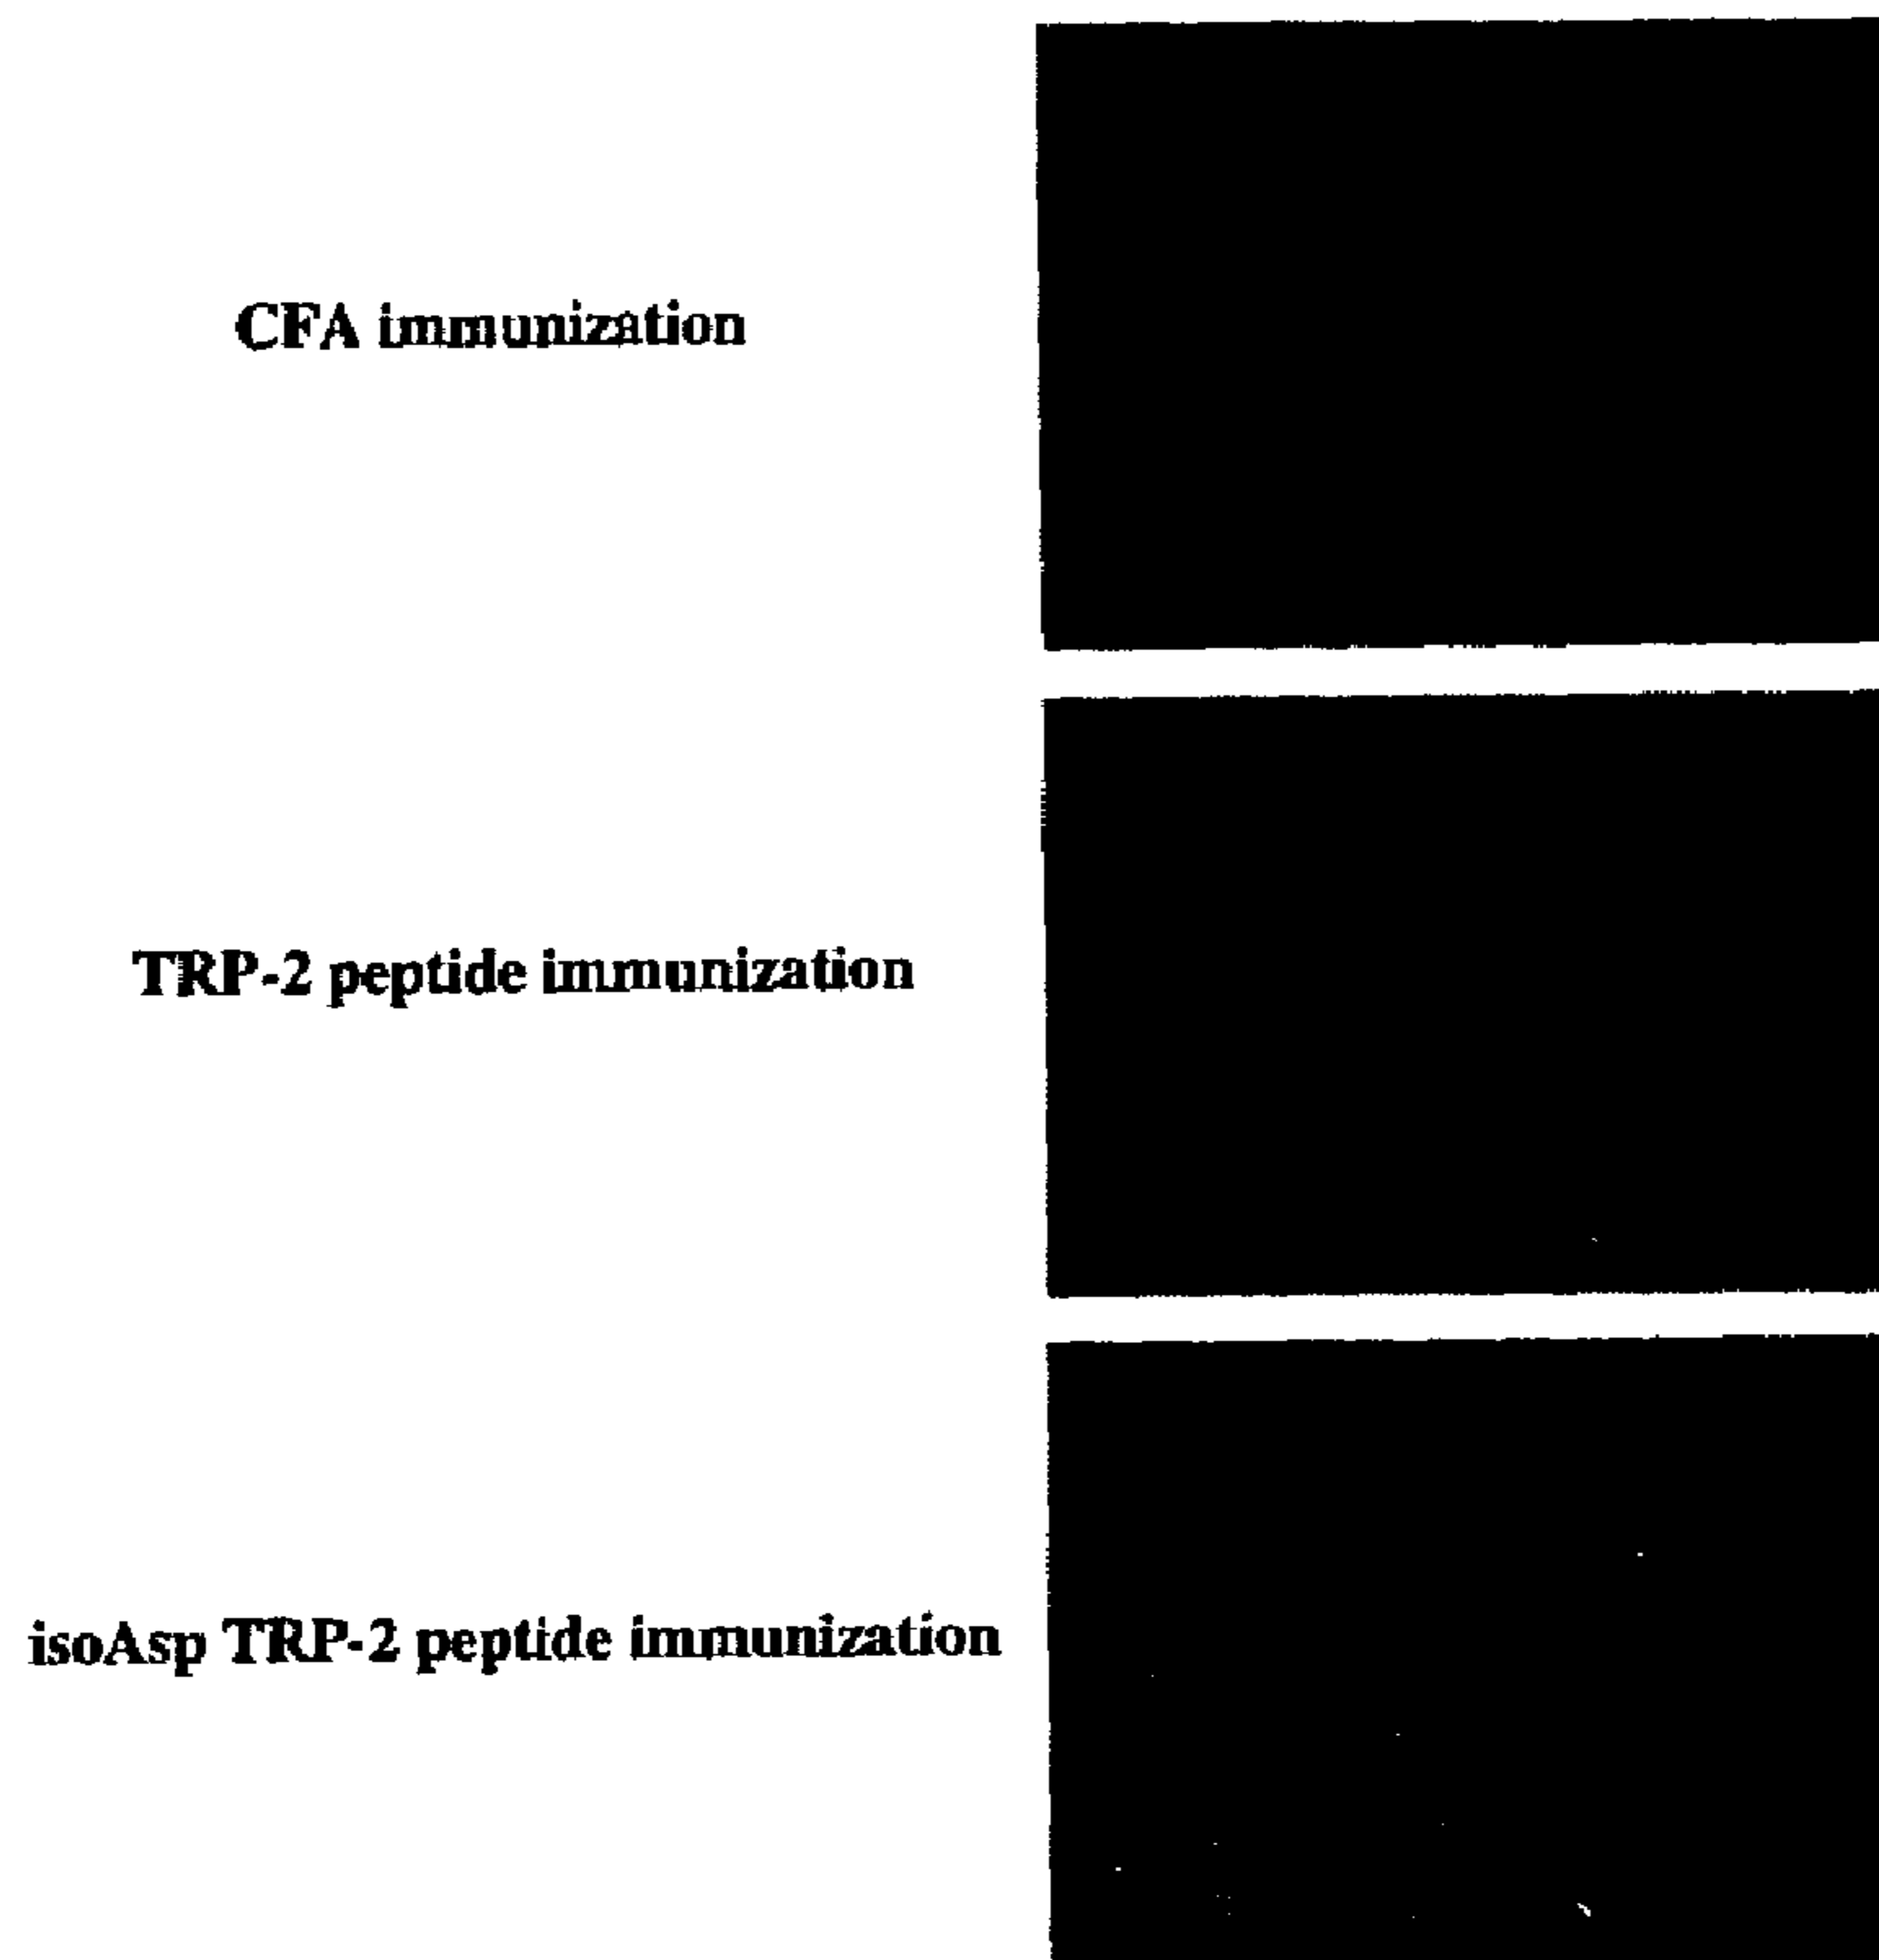 CFA immunization
TRP-2 peptide immunization
isoAsp TRP-2 peptide immunization